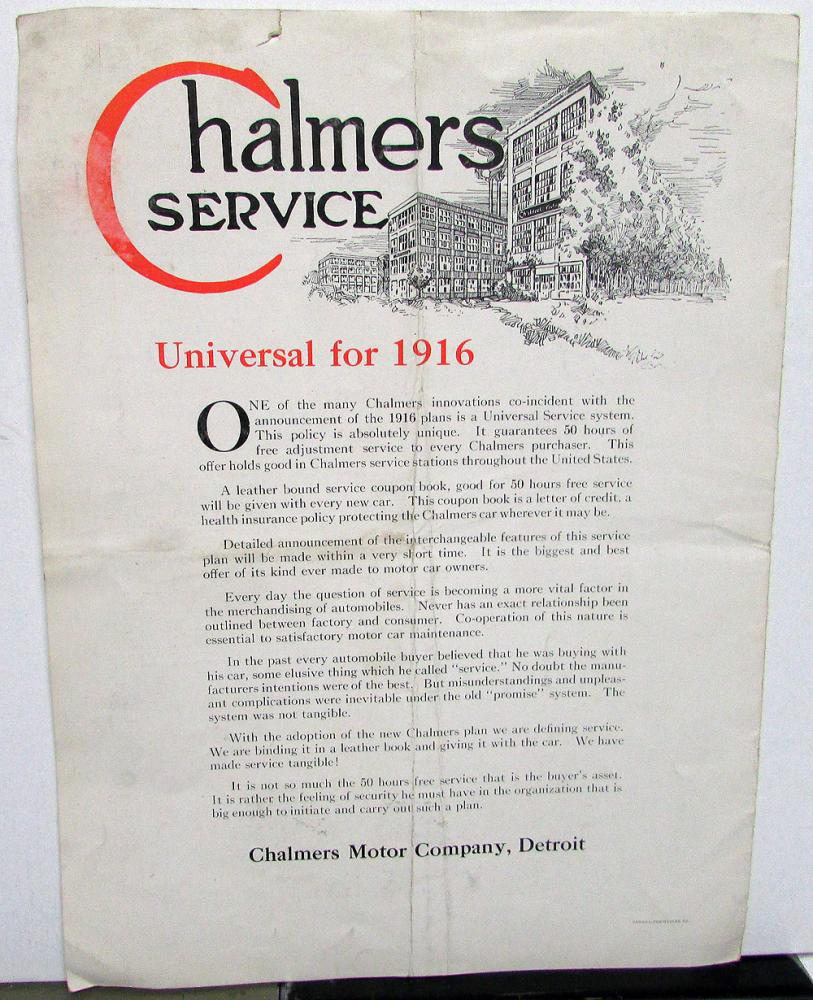 Chalmers
SERVICE
Universal for 1916
ONE of the many Chalmers innovations co-incident with the
announcement of the 1916 plans is a Universal Service system.
This policy is absolutely unique. It guarantees 50 hours of
free adjustment service to every Chalmers purchaser. This
offer holds good in Chalmers service stations throughout the United States.
A leather bound service coupon book, good for 50 hours free service
will be given with every new car. This coupon book is a letter of credit, a
health insurance policy protecting the Chalmers car wherever it may be.
Detailed announcement of the interchangeable features of this service
plan will be made within a very short time. It is the biggest and best
offer of its kind ever made to motor car owners.
Every day the question of service is becoming a more vital factor in
the merchandising of automobiles. Never has an exact relationship been
outlined between factory and consumer. Co-operation of this nature is
essential to satisfactory motor car maintenance.
In the past every automobile buyer believed that he was buying with
his car, some elusive thing which he called "service." No doubt the manu-
facturers intentions were of the best. But misunderstandings and unpleas-
ant complications were inevitable under the old "promise" system. The
system was not tangible.
With the adoption of the new Chalmers plan we are defining service.
We are binding it in a leather book and giving it with the car. We have
made service tangible!
It is not so much the 50 hours free service that is the buyer's asset.
It is rather the feeling of security he must have in the organization that is
big enough to initiate and carry out such a plan.
Chalmers Motor Company, Detroit